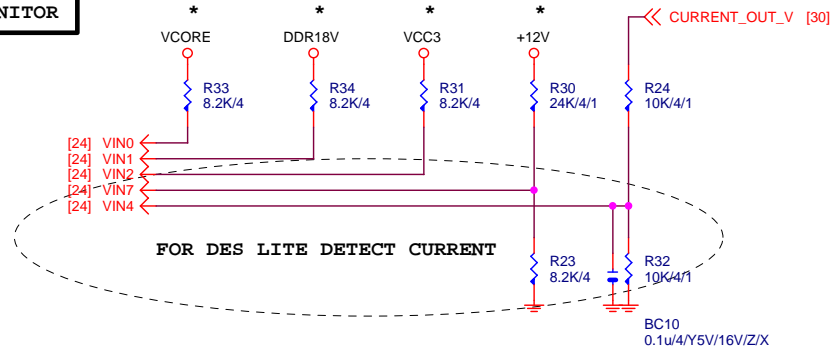 NITOR
* * * *
CURRENT_OUT_V [30]
VCORE DDR18V VCC3 +12V
R33 R34 R31 R30 R24
8.2K/4 8.2K/4 8.2K/4 24K/4/1 10K/4/1
[24] VIN0
[24] VIN1
[24] VIN2
[24] VIN7
[24] VIN4
FOR DES LITE DETECT CURRENT
R23 R32
8.2K/4 10K/4/1
BC10
0.1u/4/Y5V/16V/Z/X